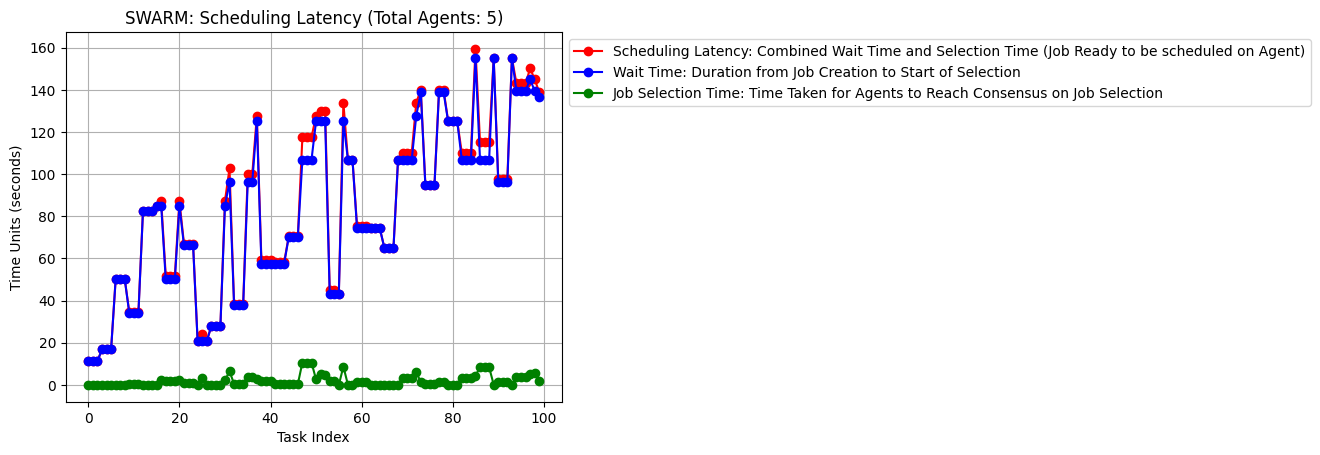 SWARM: Scheduling Latency (Total Agents: 5)
Scheduling Latency: Combined Wait Time and Selection Time (Job Ready to be scheduled on Agent)
Wait Time: Duration from Job Creation to Start of Selection
Job Selection Time: Time Taken for Agents to Reach Consensus on Job Selection
Time Units (seconds)
160
140
120
100
80
60
40
20
0
0 20 40 60 80 100
Task Index